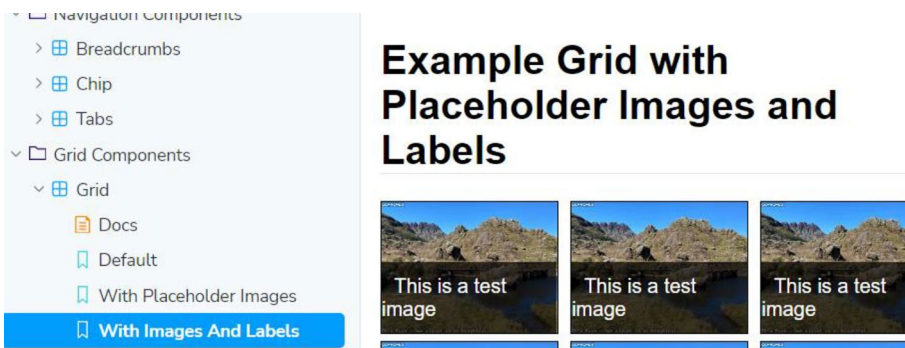 Navigation Components
Breadcrumbs
Chip
Tabs
Grid Components
Grid
Docs
Default
With Placeholder Images
With Images And Labels
Example Grid with
Placeholder Images and
Labels
This is a test
image
This is a test
image
This is a test
image